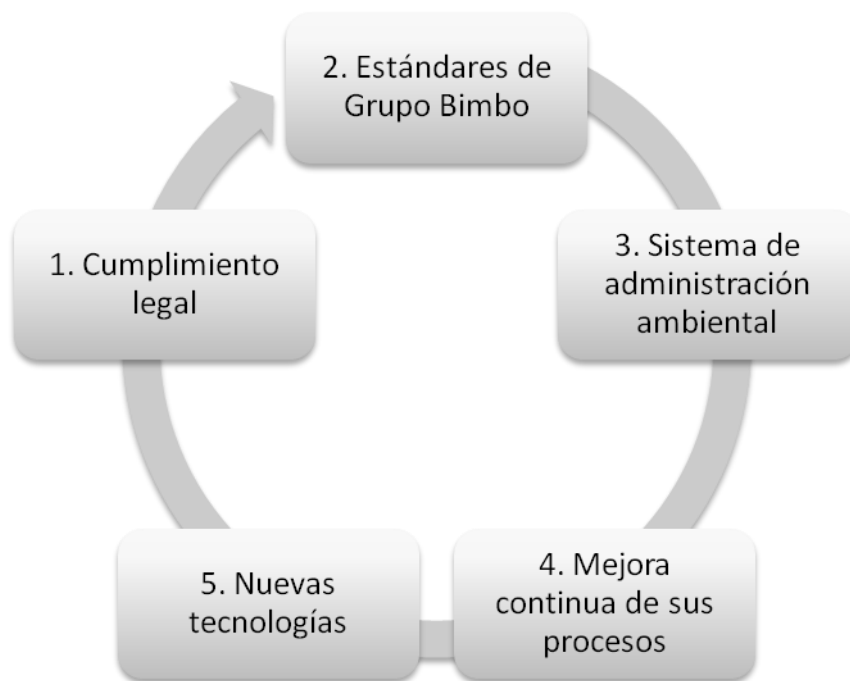 2. Estándares de
Grupo Bimbo
1. Cumplimiento
legal
3. Sistema de
administración
ambiental
5. Nuevas
tecnologías
4. Mejora
continua de sus
procesos